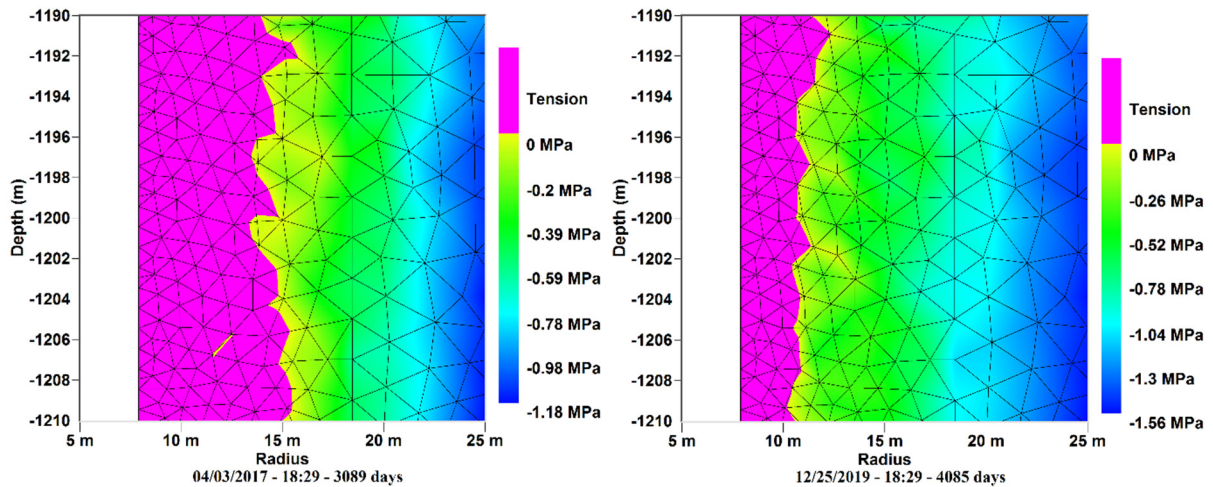 -1190
-1192
-1194
-1196
-1198
-1200
-1202
-1204
-1206
-1208
-1210
Depth (m)
5 m 10 m 15 m 20 m 25 m
Radius
04/03/2017 - 18:29 - 3089 days
Tension
0 MPa
-0.2 MPa
-0.39 MPa
-0.59 MPa
-0.78 MPa
-0.98 MPa
-1.18 MPa
-1190
-1192
-1194
-1196
-1198
-1200
-1202
-1204
-1206
-1208
-1210
Depth (m)
5 m 10 m 15 m 20 m 25 m
Radius
12/25/2019 - 18:29 - 4085 days
Tension
0 MPa
-0.26 MPa
-0.52 MPa
-0.78 MPa
-1.04 MPa
-1.3 MPa
-1.56 MPa